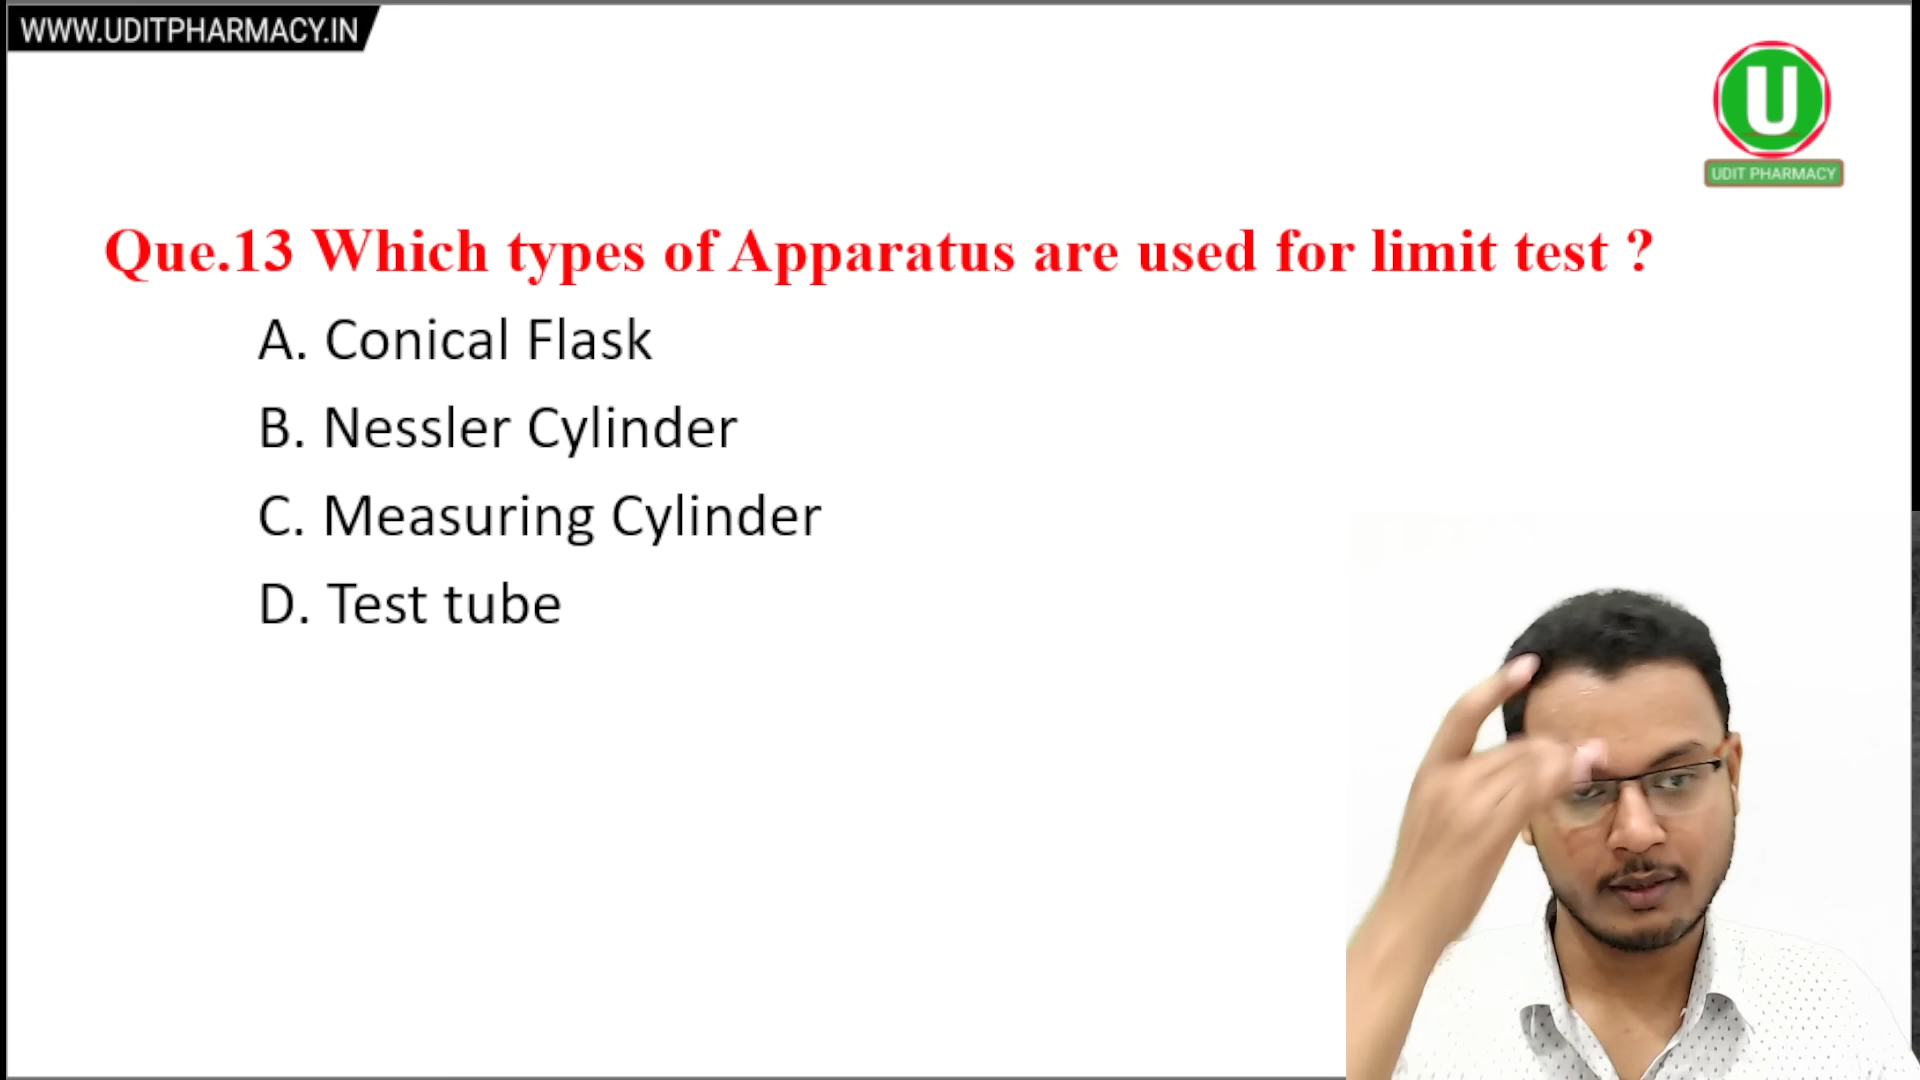 WWW.UDITPHARMACY.IN
U
UDIT PHARMACY
Que.13 Which types of Apparatus are used for limit test ?
A. Conical Flask
B. Nessler Cylinder
C. Measuring Cylinder
D. Test tube